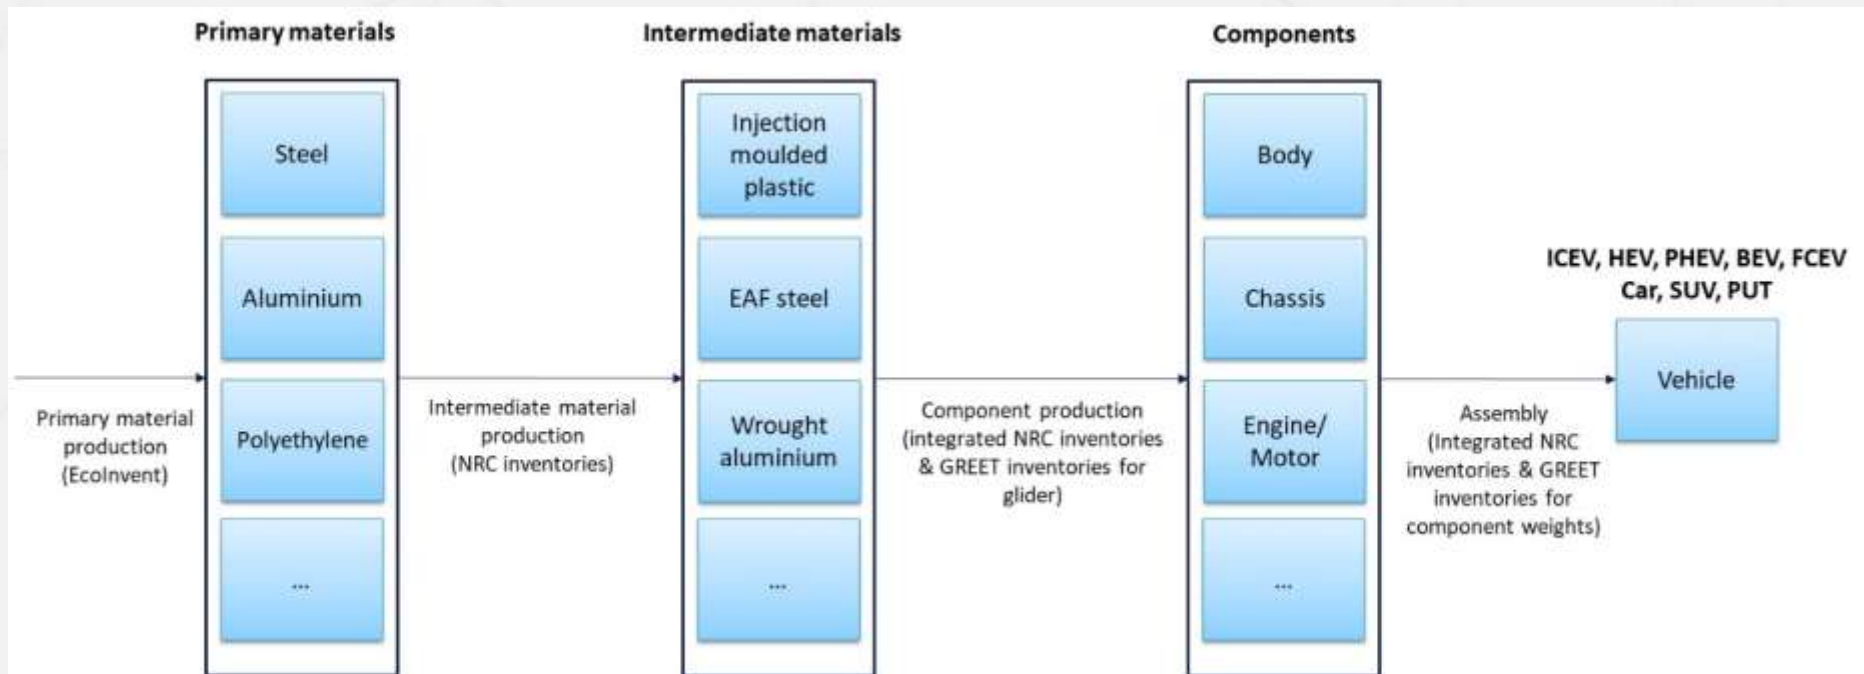 Primary materials
Steel
Aluminium
Polyethylene
...
Intermediate materials
Injection
moulded
plastic
EAF steel
Wrought
aluminium
...
Components
Body
Chassis
Engine/
Motor
...
ICEV, HEV, PHEV, BEV, FCEV
Car, SUV, PUT
Vehicle
Primary material
production
(EcoInvent)
Intermediate material
production
(NRC inventories)
Component production
(integrated NRC inventories
& GREET inventories for
glider)
Assembly
(Integrated NRC
inventories & GREET
inventories for
component weights)